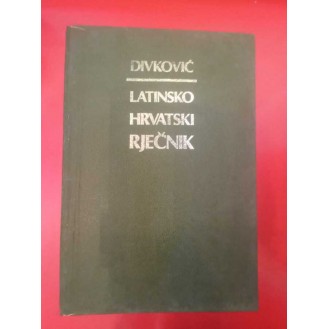 DIVKOVIĆ
LATINSKO
HRVATSKI
RJEČNIK